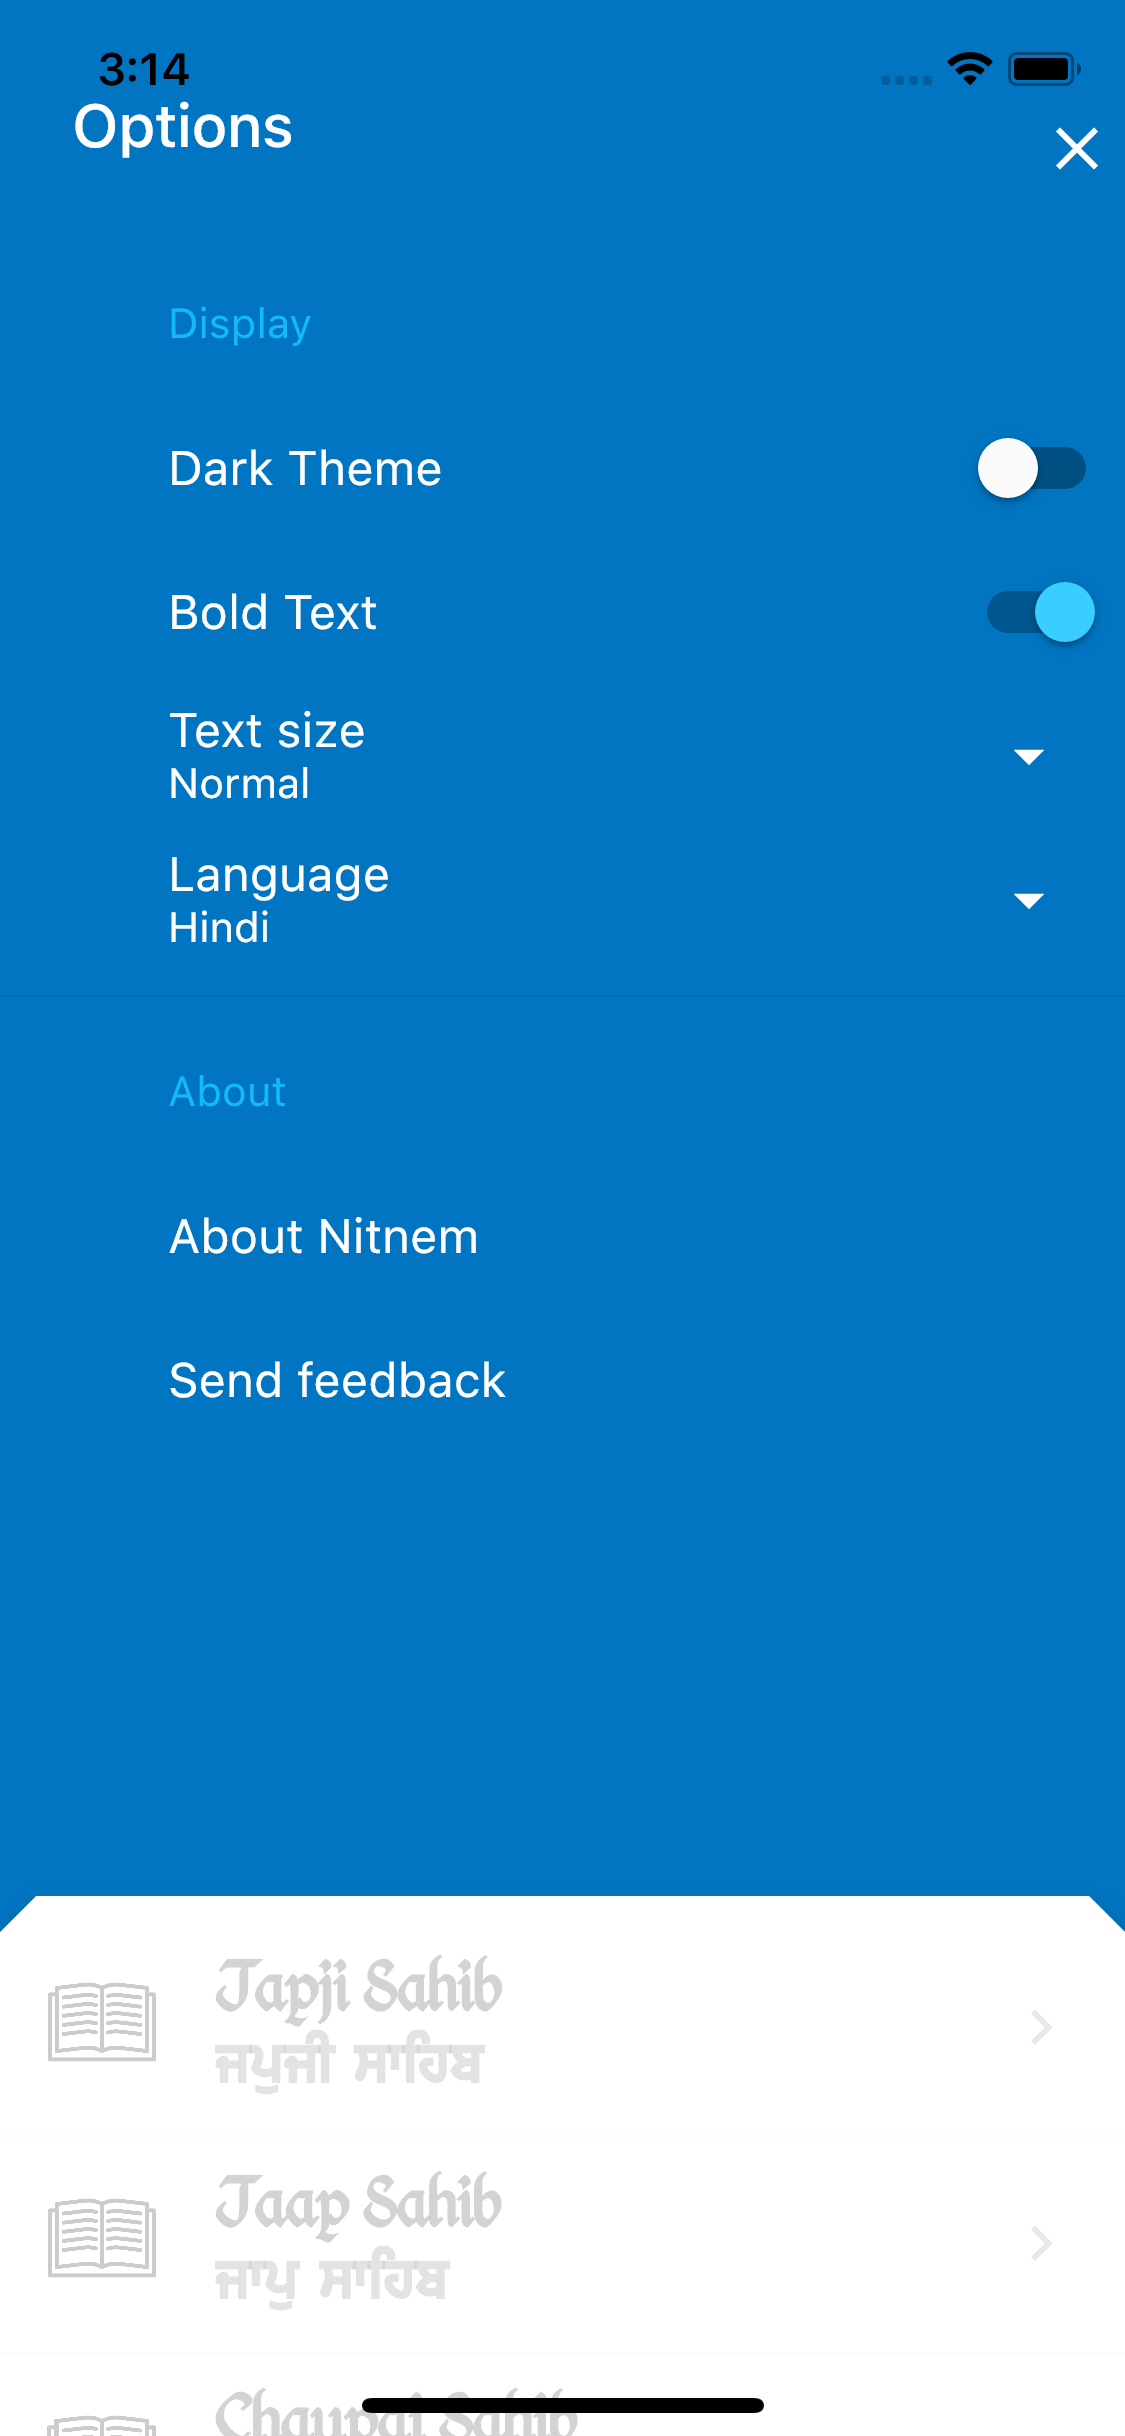 3:14
Options
Display
Dark Theme
Bold Text
Text size
Normal
Language
Hindi
About
About Nitnem
Send feedback
Japji Sahib
ਜਪੁਜੀ ਸਾਹਿਬ
Jaap Sahib
ਜਾਪੁ ਸਾਹਿਬ
Chaupai Sahib